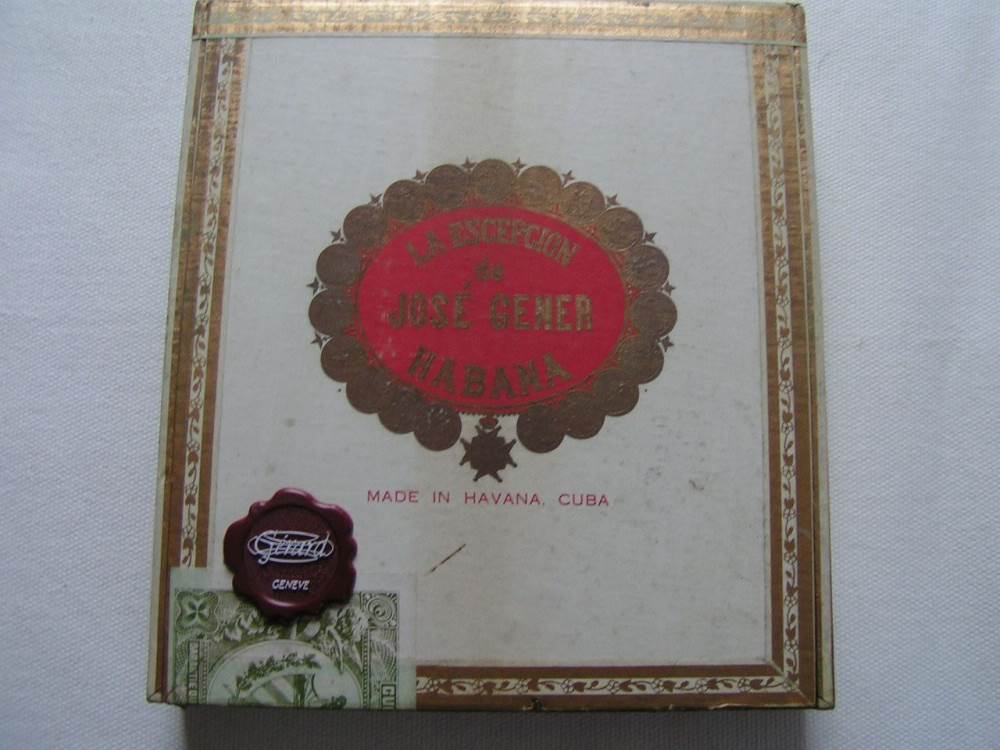 LA ESCEPCION
de
JOSÉ GENER
HABANA
MADE IN HAVANA, CUBA
Gérard
GENEVE